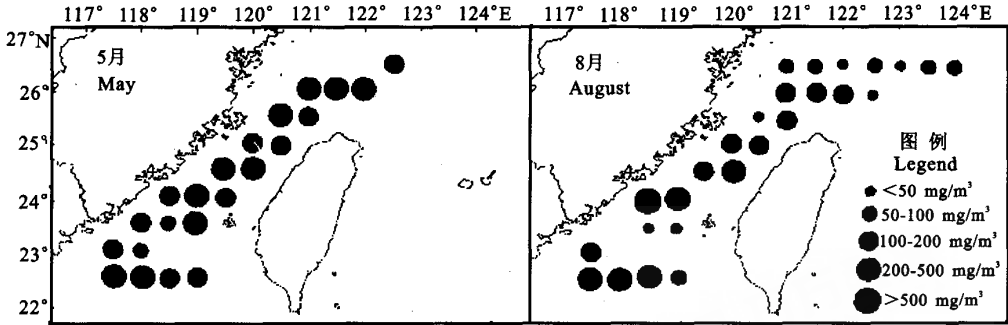 117° 118° 119° 120° 121° 122° 123° 124°E
117° 118° 119° 120° 121° 122° 123° 124°E
27°N
26°
25°
24°
23°
22°
5月
May
8月
August
图 例
Legend
<50 mg/m³
50-100 mg/m³
100-200 mg/m³
200-500 mg/m³
>500 mg/m³